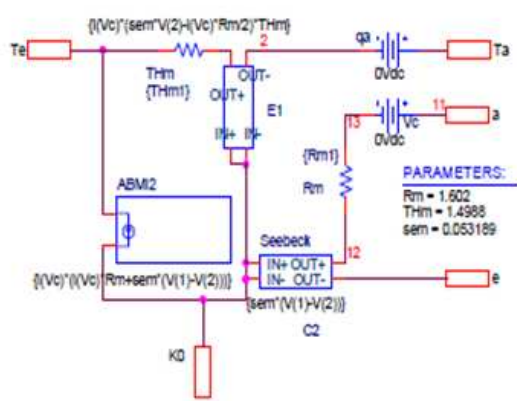 {I(Vc)*(sem*V(2)-I(Vc)*Rm/2)*THm}
Te
2
qa
Ta
OUT-
THm
{THm1}
OUT+
0Vdc
E1
13
11
a
IN+ IN-
{Rm1}
Vc
0Vdc
ABMI2
Rm
PARAMETERS:
Rm = 1.602
THm = 1.4988
sem = 0.053189
Seebeck
12
IN+ OUT+
IN- OUT-
e
{I(Vc)*(I(Vc)*Rm+sem*(V(1)-V(2)))}
{sem*(V(1)-V(2))}
C2
K0